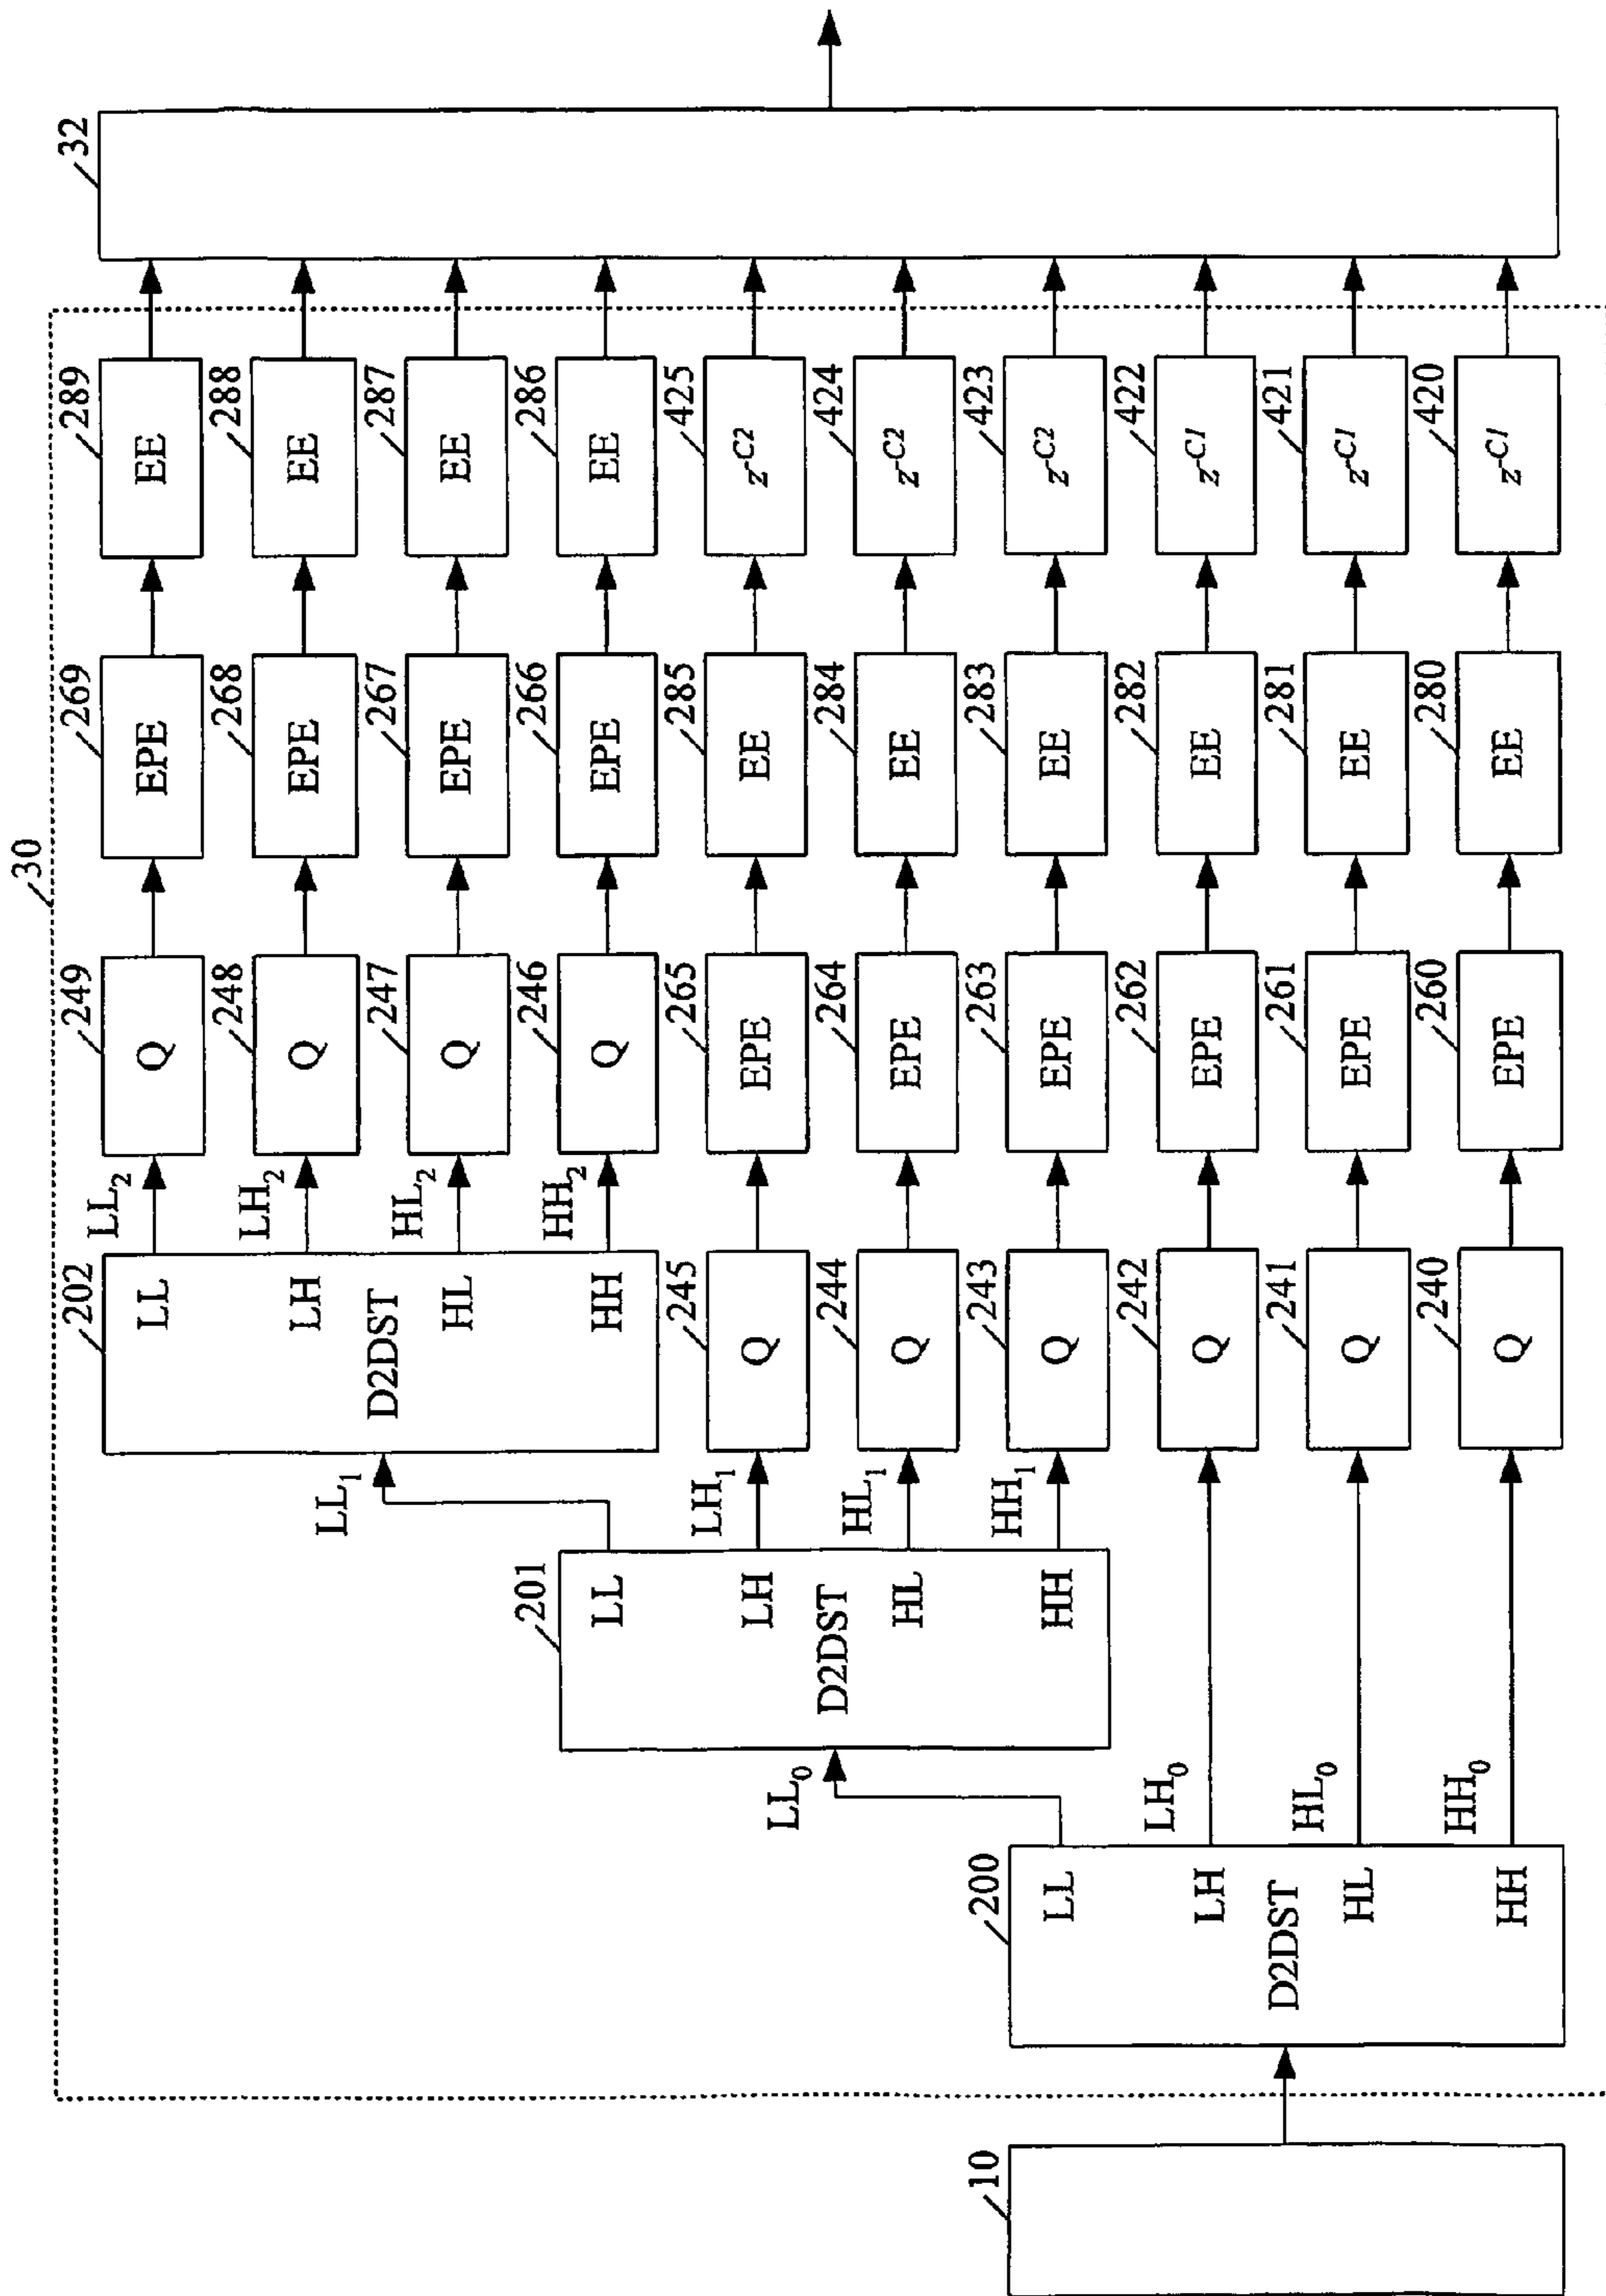 30
10
200
D2DST
LL
LH
HL
HH
LL0
LH0
HL0
HH0
201
D2DST
LL
LH
HL
HH
LL1
LH1
HL1
HH1
202
D2DST
LL
LH
HL
HH
LL2
LH2
HL2
HH2
249
Q
269
EPE
289
EE
248
Q
268
EPE
288
EE
247
Q
267
EPE
287
EE
246
Q
266
EPE
286
EE
245
Q
265
EPE
285
EE
425
z-C2
244
Q
264
EPE
284
EE
424
z-C2
243
Q
263
EPE
283
EE
423
z-C2
242
Q
262
EPE
282
EE
422
z-C1
241
Q
261
EPE
281
EE
421
z-C1
240
Q
260
EPE
280
EE
420
z-C1
32